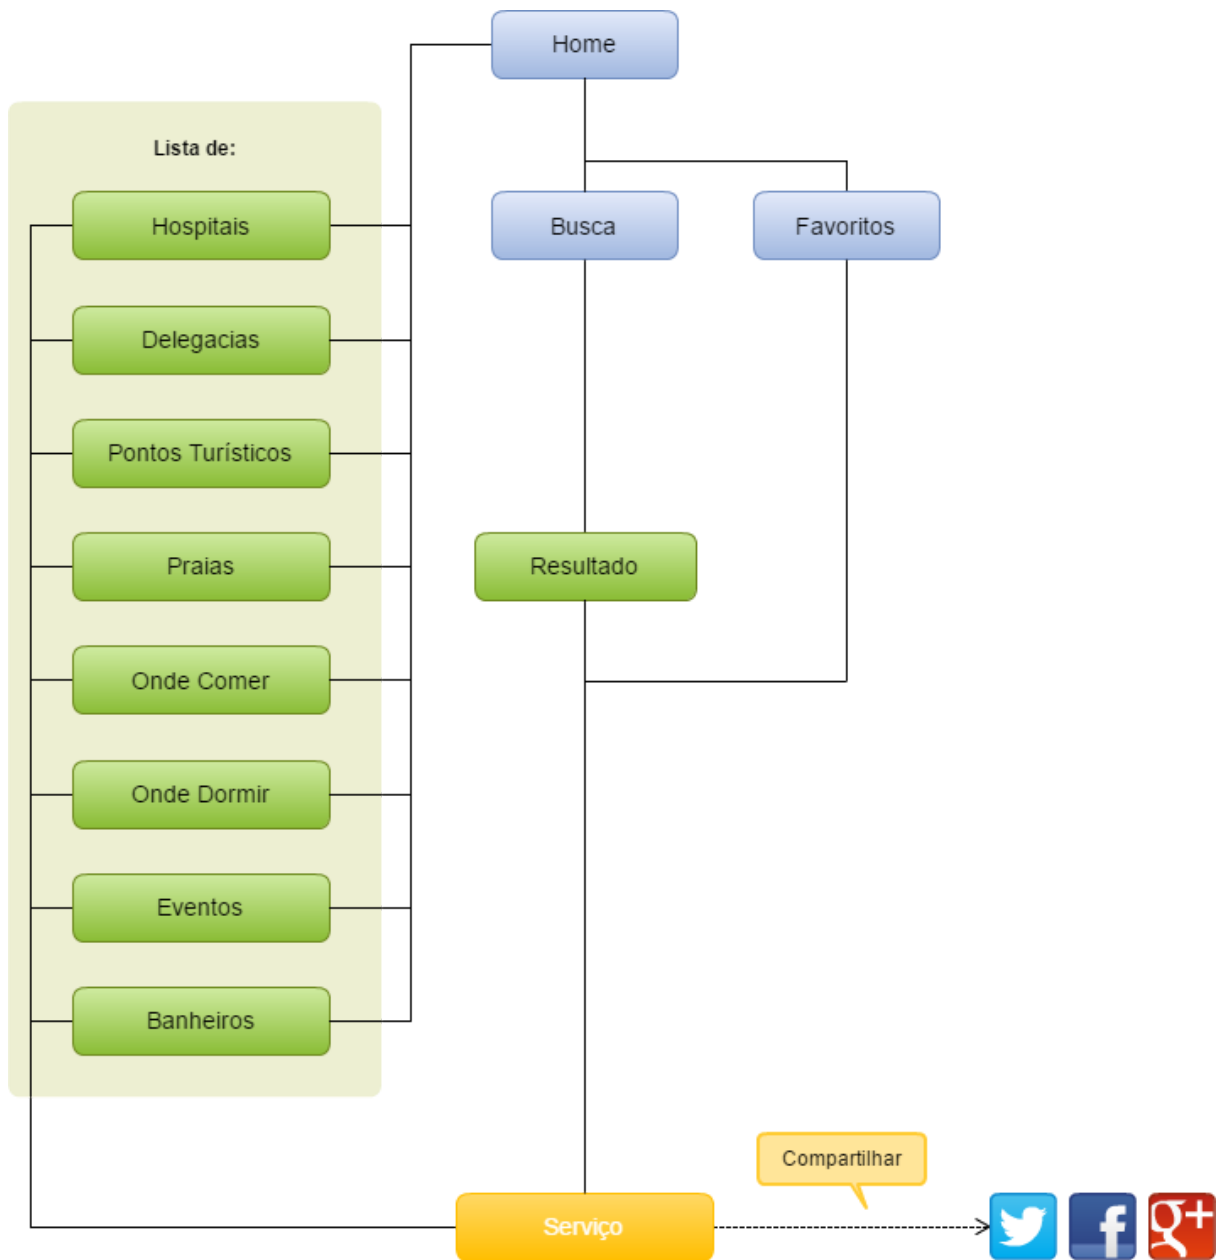 Home
Lista de:
Hospitais
Busca
Favoritos
Delegacias
Pontos Turísticos
Praias
Resultado
Onde Comer
Onde Dormir
Eventos
Banheiros
Compartilhar
Serviço
f
g+